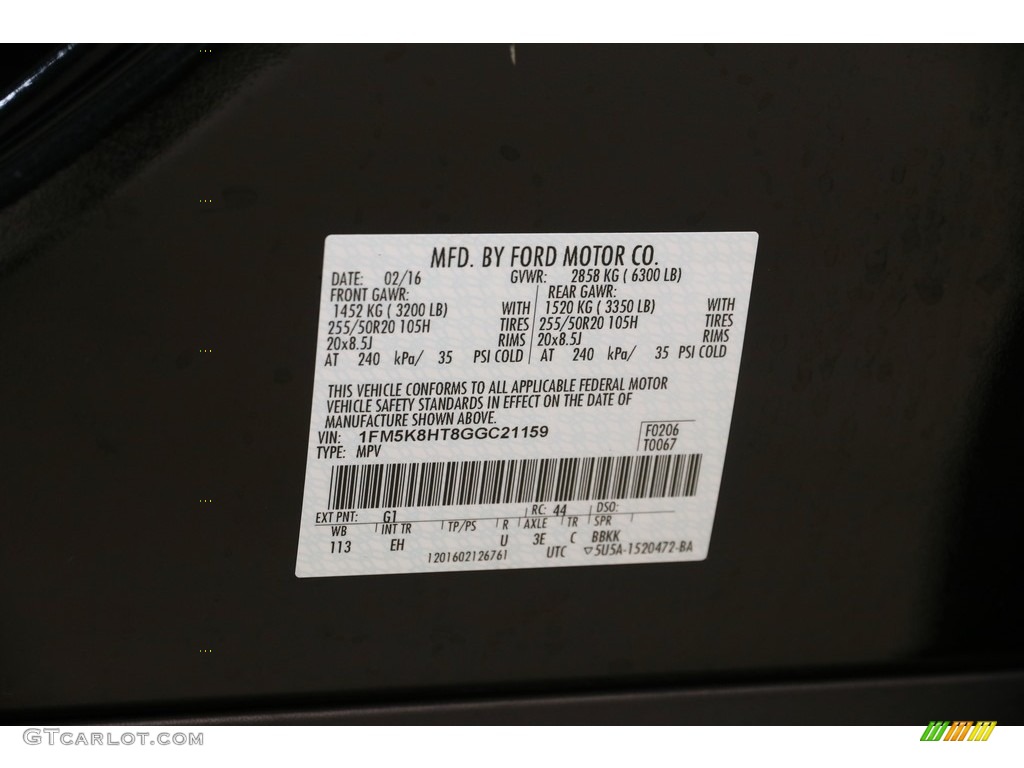 MFD. BY FORD MOTOR CO.
DATE: 02/16 GVWR: 2858 KG ( 6300 LB)
FRONT GAWR: REAR GAWR:
1452 KG ( 3200 LB) WITH 1520 KG ( 3350 LB) WITH
255/50R20 105H TIRES 255/50R20 105H TIRES
20x8.5J RIMS 20x8.5J RIMS
AT 240 kPa/ 35 PSI COLD AT 240 kPa/ 35 PSI COLD
THIS VEHICLE CONFORMS TO ALL APPLICABLE FEDERAL MOTOR
VEHICLE SAFETY STANDARDS IN EFFECT ON THE DATE OF
MANUFACTURE SHOWN ABOVE.
VIN: 1FM5K8HT8GGC21159 F0206
TYPE: MPV T0067
EXT PNT: G1 RC: 44 DSO:
WB INT TR TP/PS R AXLE TR SPR
113 EH U 3E C BBKK
1201602126761 UTC ▽5U5A-1520472-BA
GTCARLOT.COM